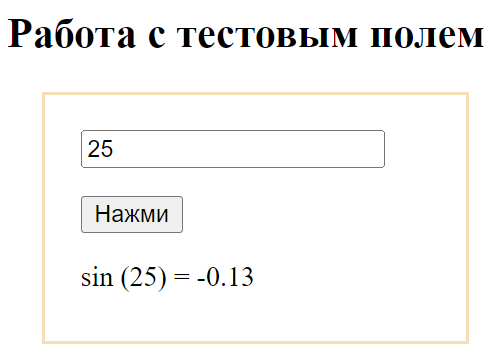 Работа с тестовым полем
25
Нажми
sin (25) = -0.13